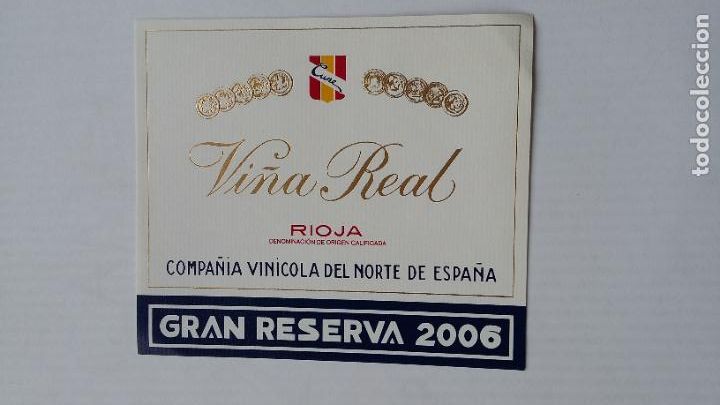 Cune
Viña Real
RIOJA
DENOMINACIÓN DE ORIGEN CALIFICADA
COMPAÑIA VINICOLA DEL NORTE DE ESPAÑA
GRAN RESERVA 2006
todocoleccion